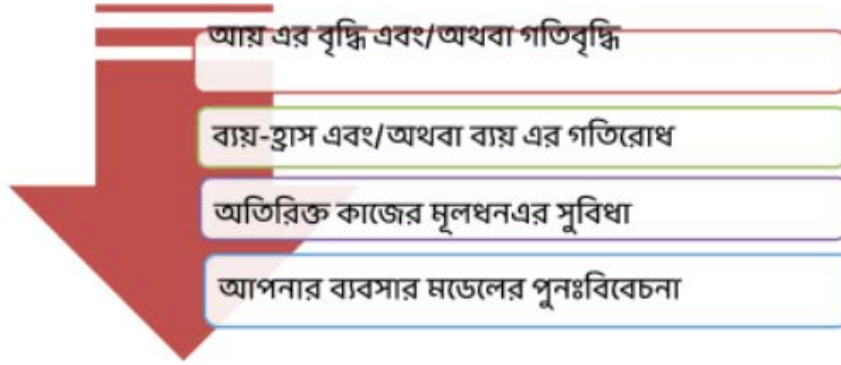 আয় এর বৃদ্ধি এবং/অথবা গতিবৃদ্ধি
ব্যয়-হ্রাস এবং/অথবা ব্যয় এর গতিরোধ
অতিরিক্ত কাজের মূলধনএর সুবিধা
আপনার ব্যবসার মডেলের পুনঃবিবেচনা